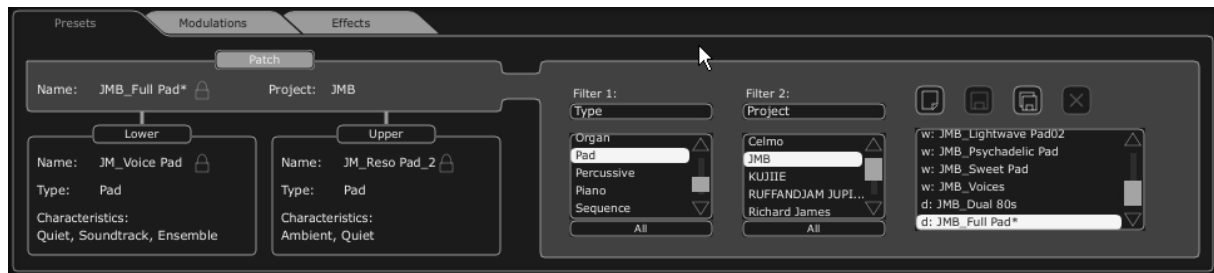 Presets
Modulations
Effects
Patch
Name: JMB_Full Pad*
Project: JMB
Lower
Name: JM_Voice Pad
Type: Pad
Characteristics:
Quiet, Soundtrack, Ensemble
Upper
Name: JM_Reso Pad_2
Type: Pad
Characteristics:
Ambient, Quiet
Filter 1:
Type
Organ
Pad
Percussive
Piano
Sequence
All
Filter 2:
Project
Celmo
JMB
KUJIIE
RUFFANDJAM JUPI...
Richard James
All
w: JMB_Lightwave Pad02
w: JMB_Psychadelic Pad
w: JMB_Sweet Pad
w: JMB_Voices
d: JMB_Dual 80s
d: JMB_Full Pad*